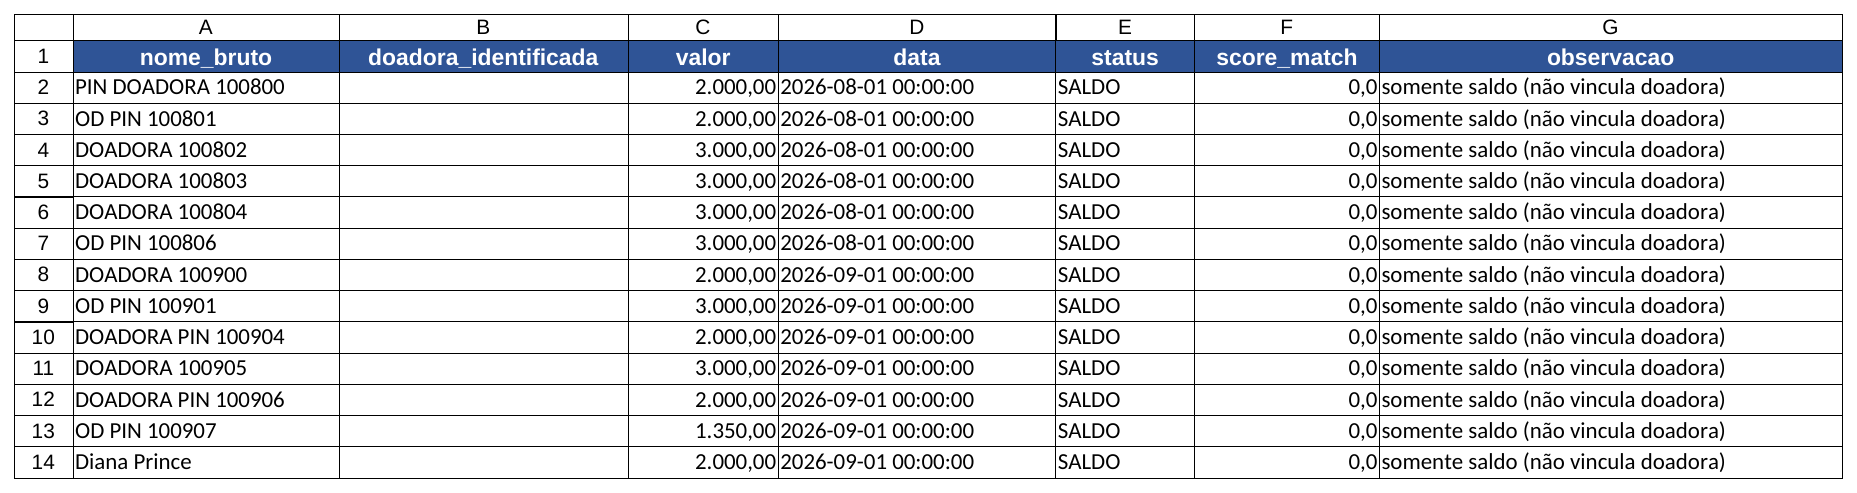 A B C D E F G
1 nome_bruto doadora_identificada valor data status score_match observacao
2 PIN DOADORA 100800 2.000,00 2026-08-01 00:00:00 SALDO 0,0 somente saldo (não vincula doadora)
3 OD PIN 100801 2.000,00 2026-08-01 00:00:00 SALDO 0,0 somente saldo (não vincula doadora)
4 DOADORA 100802 3.000,00 2026-08-01 00:00:00 SALDO 0,0 somente saldo (não vincula doadora)
5 DOADORA 100803 3.000,00 2026-08-01 00:00:00 SALDO 0,0 somente saldo (não vincula doadora)
6 DOADORA 100804 3.000,00 2026-08-01 00:00:00 SALDO 0,0 somente saldo (não vincula doadora)
7 OD PIN 100806 3.000,00 2026-08-01 00:00:00 SALDO 0,0 somente saldo (não vincula doadora)
8 DOADORA 100900 2.000,00 2026-09-01 00:00:00 SALDO 0,0 somente saldo (não vincula doadora)
9 OD PIN 100901 3.000,00 2026-09-01 00:00:00 SALDO 0,0 somente saldo (não vincula doadora)
10 DOADORA PIN 100904 2.000,00 2026-09-01 00:00:00 SALDO 0,0 somente saldo (não vincula doadora)
11 DOADORA 100905 3.000,00 2026-09-01 00:00:00 SALDO 0,0 somente saldo (não vincula doadora)
12 DOADORA PIN 100906 2.000,00 2026-09-01 00:00:00 SALDO 0,0 somente saldo (não vincula doadora)
13 OD PIN 100907 1.350,00 2026-09-01 00:00:00 SALDO 0,0 somente saldo (não vincula doadora)
14 Diana Prince 2.000,00 2026-09-01 00:00:00 SALDO 0,0 somente saldo (não vincula doadora)